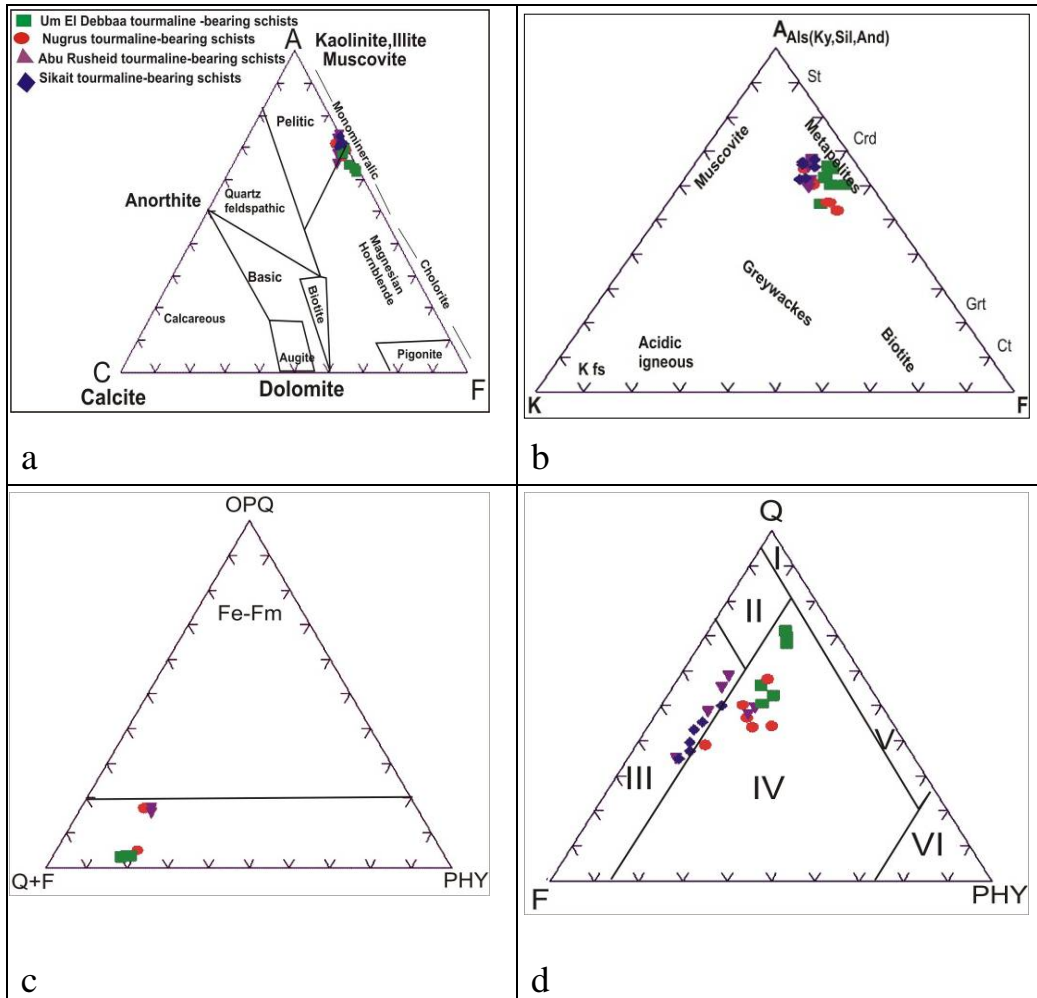 Um El Debbaa tourmaline -bearing schists
Nugrus tourmaline-bearing schists
Abu Rusheid tourmaline-bearing schists
Sikait tourmaline-bearing schists
A
Kaolinite,Illite
Muscovite
Pelitic
Monomineralic
Quartz
feldspathic
Anorthite
Basic
Biotite
Magnesian
Hornblende
Cholorite
Calcareous
Augite
Pigonite
C
Calcite
Dolomite
F
a
A Als(Ky,Sil,And)
St
Crd
Muscovite
Metapelites
Greywackes
Grt
Acidic
igneous
Biotite
Ct
K fs
K
F
b
OPQ
Fe-Fm
Q+F
PHY
c
Q
I
II
III
IV
V
VI
F
PHY
d